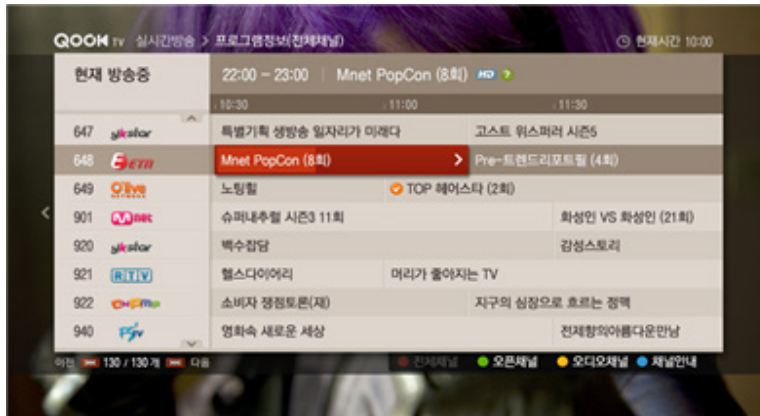 QOOK TV 실시간방송 > 프로그램정보(전체채널) 현재시간 10:00
현재 방송중 22:00 - 23:00 | Mnet PopCon (8회) HD
10:30 11:00 11:30
647 특별기획 생방송 일자리가 미래다 고스트 위스퍼러 시즌5
648 ETN Mnet PopCon (8회) > Pre-트렌드리포트필 (4회)
649 O'live NETWORK 노팅힐 TOP 헤어스타 (2회)
901 Mnet 슈퍼내추럴 시즌3 11회 화성인 VS 화성인 (21회)
920 백수잡담 감성스토리
921 RTV 헬스다이어리 머리가 좋아지는 TV
922 소비자 쟁점토론(재) 지구의 심장으로 흐르는 정맥
940 영화속 새로운 세상 전제향의아름다운만남
이전 130 / 130개 다음 전체채널 오픈채널 오디오채널 채널안내